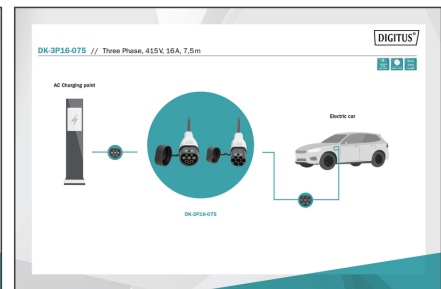 DIGITUS®
DK-3P16-075 // Three Phase, 415V, 16A, 7,5m
AC Charging point
Electric car
DK-3P16-075